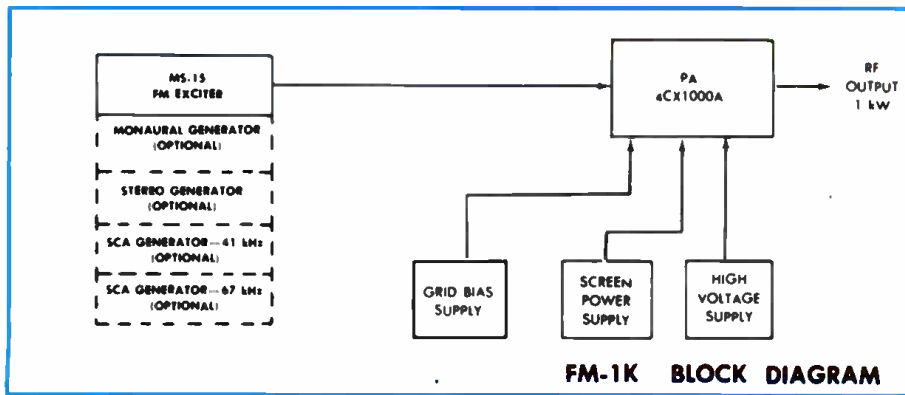 MS-15
FM EXCITER
MONAURAL GENERATOR
(OPTIONAL)
STEREO GENERATOR
(OPTIONAL)
SCA GENERATOR—41 kHz
(OPTIONAL)
SCA GENERATOR—67 kHz
(OPTIONAL)
PA
4CX1000A
RF
OUTPUT
1 kW
GRID BIAS
SUPPLY
SCREEN
POWER
SUPPLY
HIGH
VOLTAGE
SUPPLY
FM-1K BLOCK DIAGRAM